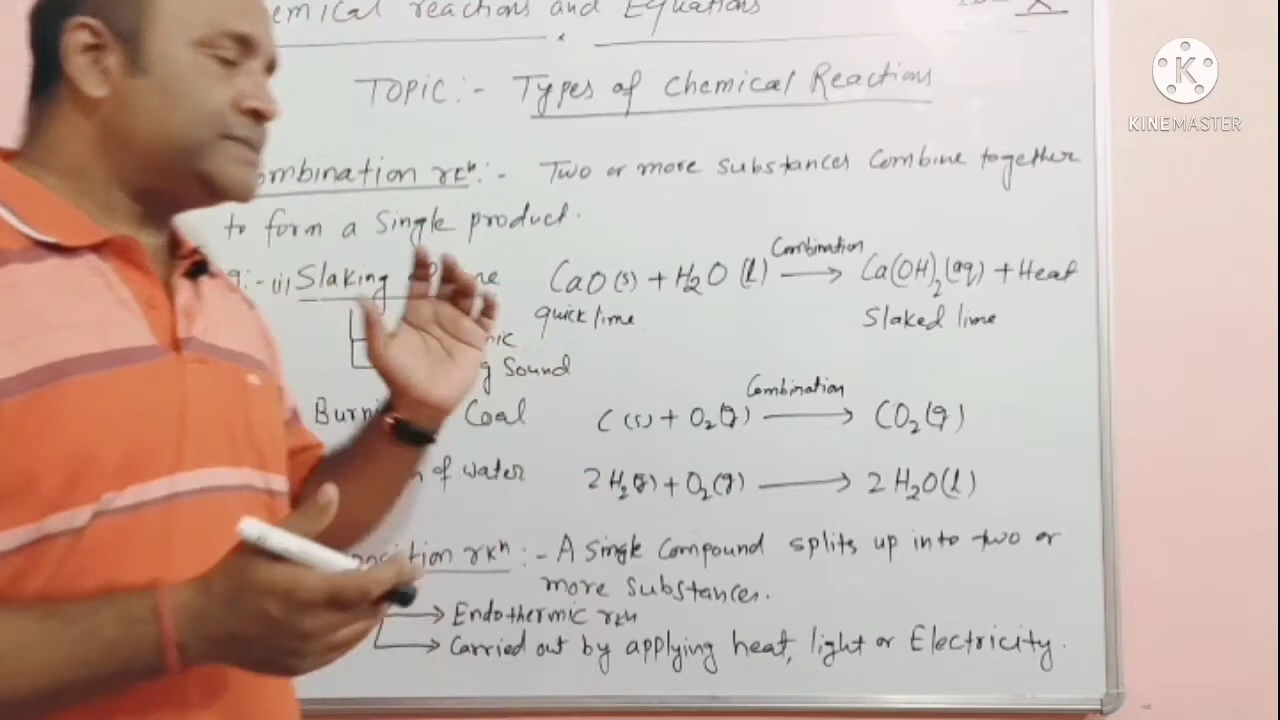 emical reactions and Equations
X
TOPIC:- Types of Chemical Reactions
KINEMASTER
ombination rxⁿ:- Two or more substances combine together
to form a single product.
Slaking CaO(s) + H₂O(l) Combination → Ca(OH)₂(aq) + Heat
quick lime Slaked lime
Sound
Coal C(s) + O₂(g) Combination → CO₂(g)
of water 2H₂(g) + O₂(g) → 2H₂O(l)
osition rxⁿ:- A single compound splits up into two or
more substances.
→ Endothermic rxⁿ
→ Carried out by applying heat, light or Electricity.